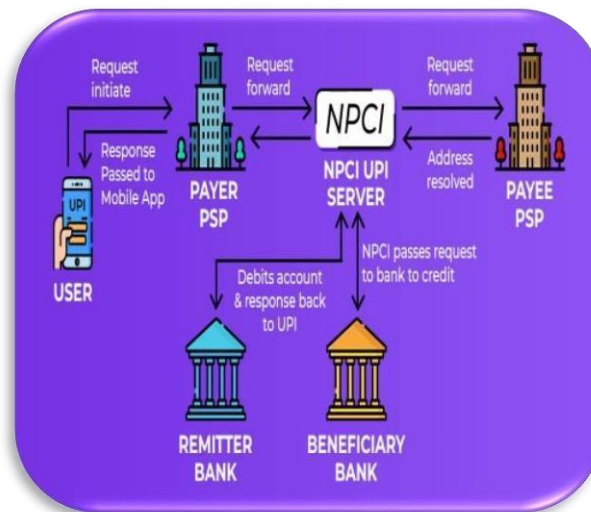 Request
initiate
Request
forward
Request
forward
NPCI
Response
Passed to
Mobile App
Address
resolved
UPI
PAYER
PSP
NPCI UPI
SERVER
PAYEE
PSP
USER
Debits account
& response back
to UPI
NPCI passes request
to bank to credit
REMITTER
BANK
BENEFICIARY
BANK